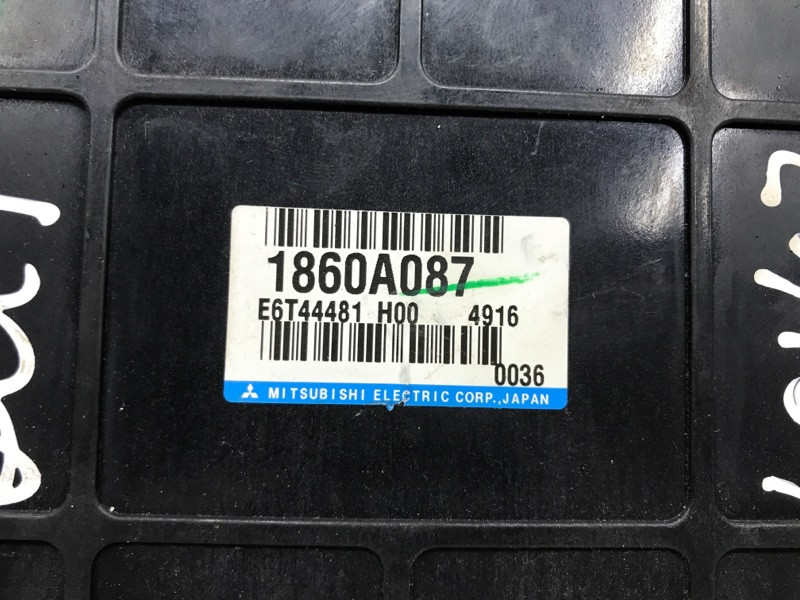 1860A087
E6T44481 H00 4916
0036
MITSUBISHI ELECTRIC CORP.,JAPAN